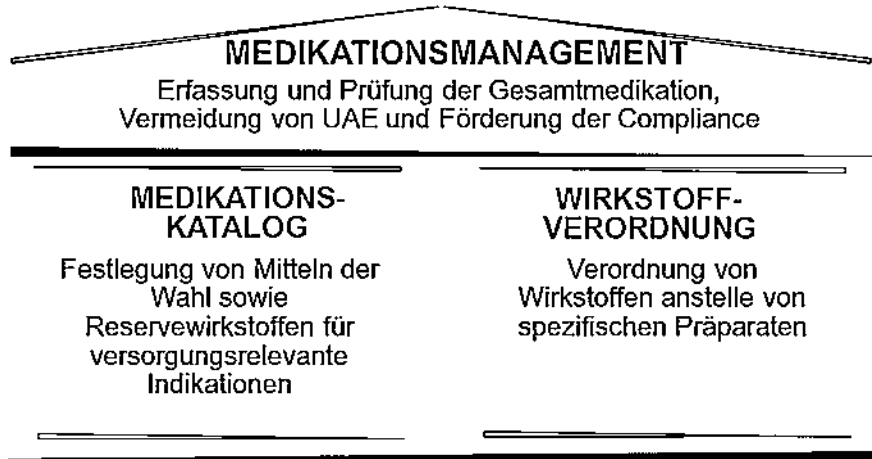 MEDIKATIONSMANAGEMENT
Erfassung und Prüfung der Gesamtmedikation,
Vermeidung von UAE und Förderung der Compliance
MEDIKATIONS-
KATALOG
Festlegung von Mitteln der
Wahl sowie
Reservewirkstoffen für
versorgungsrelevante
Indikationen
WIRKSTOFF-
VERORDNUNG
Verordnung von
Wirkstoffen anstelle von
spezifischen Präparaten